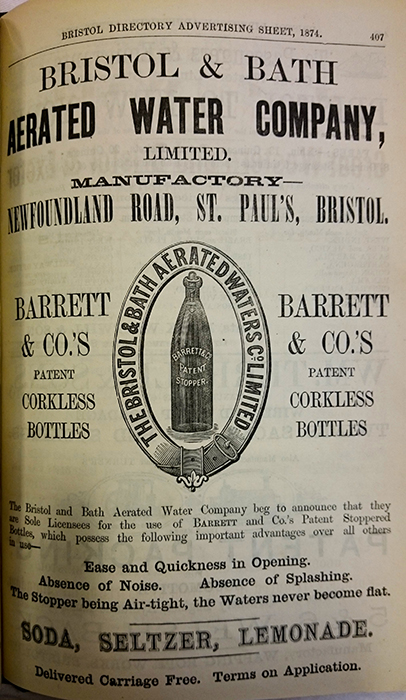 BRISTOL DIRECTORY ADVERTISING SHEET, 1874. 407
BRISTOL & BATH
AERATED WATER COMPANY,
LIMITED.
MANUFACTORY—
NEWFOUNDLAND ROAD, ST. PAUL'S, BRISTOL.
THE BRISTOL & BATH AERATED WATERS CO. LIMITED
BARRETT
& CO.'S
PATENT
CORKLESS
BOTTLES
BARRETT & CO
PATENT
STOPPER.
BARRETT
& CO.'S
PATENT
CORKLESS
BOTTLES
The Bristol and Bath Aerated Water Company beg to announce that they
are Sole Licensees for the use of BARRETT and Co.'s Patent Stoppered
Bottles, which possess the following important advantages over all others
in use—
Ease and Quickness in Opening.
Absence of Noise. Absence of Splashing.
The Stopper being Air-tight, the Waters never become flat.
SODA, SELTZER, LEMONADE.
Delivered Carriage Free. Terms on Application.